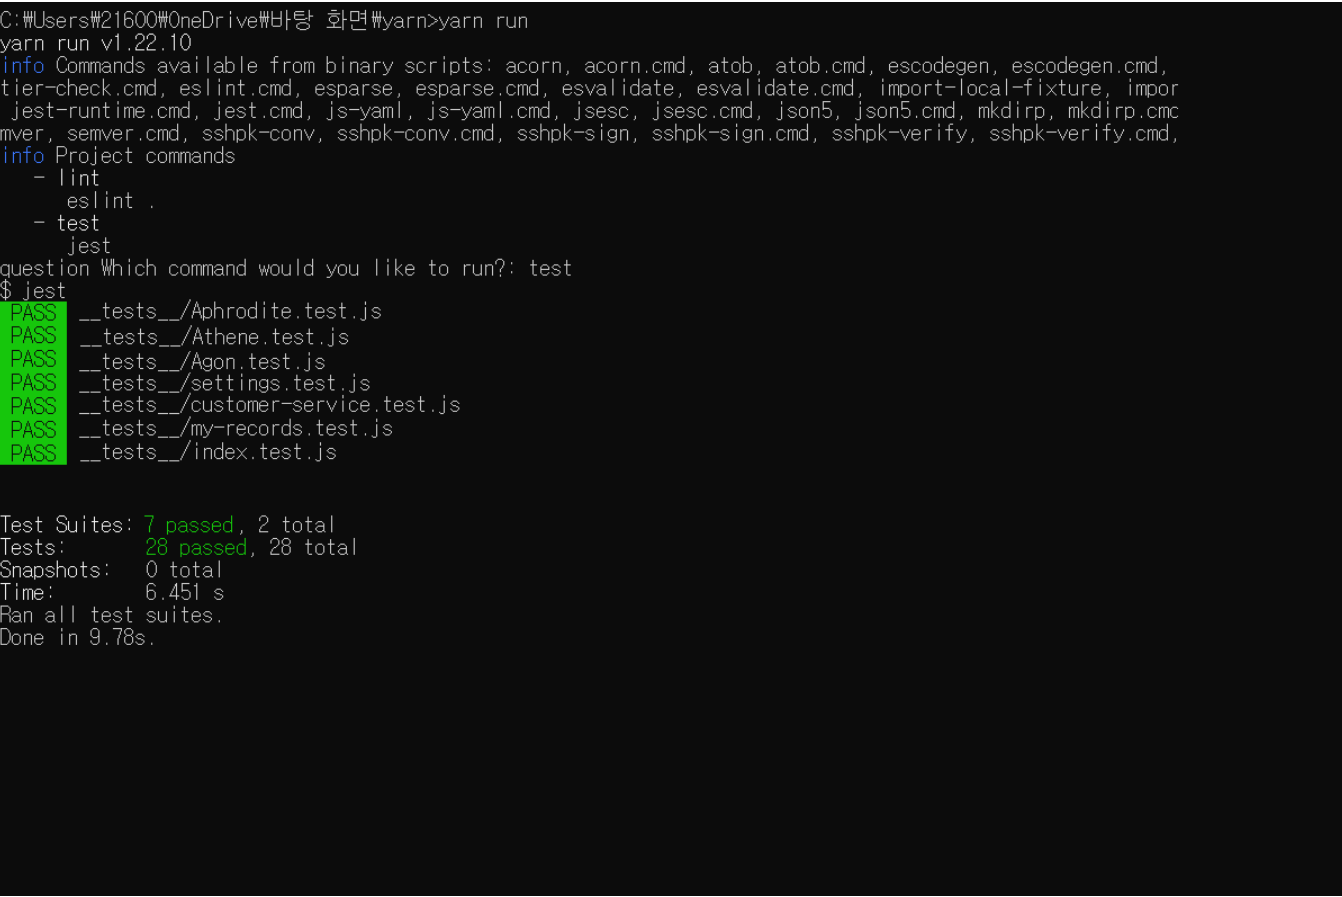 C:₩Users₩21600₩OneDrive₩바탕 화면₩yarn>yarn run
yarn run v1.22.10
info Commands available from binary scripts: acorn, acorn.cmd, atob, atob.cmd, escodegen, escodegen.cmd,
tier-check.cmd, eslint.cmd, esparse, esparse.cmd, esvalidate, esvalidate.cmd, import-local-fixture, impor
jest-runtime.cmd, jest.cmd, js-yaml, js-yaml.cmd, jsesc, jsesc.cmd, json5, json5.cmd, mkdirp, mkdirp.cmd
mver, semver.cmd, sshpk-conv, sshpk-conv.cmd, sshpk-sign, sshpk-sign.cmd, sshpk-verify, sshpk-verify.cmd,
info Project commands
   - lint
      eslint .
   - test
      jest
question Which command would you like to run?: test
$ jest
PASS __tests__/Aphrodite.test.js
PASS __tests__/Athene.test.js
PASS __tests__/Agon.test.js
PASS __tests__/settings.test.js
PASS __tests__/customer-service.test.js
PASS __tests__/my-records.test.js
PASS __tests__/index.test.js
Test Suites: 7 passed, 2 total
Tests: 28 passed, 28 total
Snapshots: 0 total
Time: 6.451 s
Ran all test suites.
Done in 9.78s.